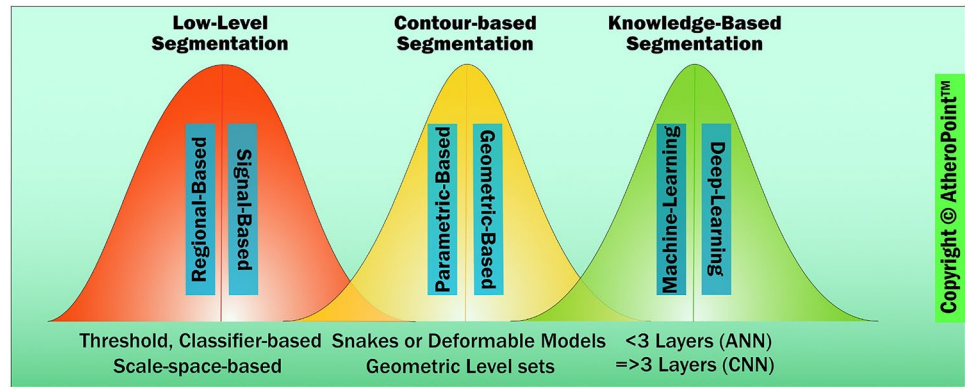 Low-Level
Segmentation
Contour-based
Segmentation
Knowledge-Based
Segmentation
Regional-Based
Signal-Based
Parametric-Based
Geometric-Based
Machine-Learning
Deep-Learning
Threshold, Classifier-based
Scale-space-based
Snakes or Deformable Models
Geometric Level sets
<3 Layers (ANN)
=>3 Layers (CNN)
Copyright © AtheroPoint™